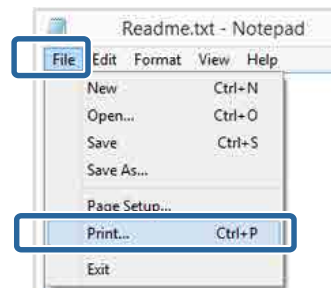 Readme.txt - Notepad
File Edit Format View Help
New Ctrl+N
Open... Ctrl+O
Save Ctrl+S
Save As...
Page Setup...
Print... Ctrl+P
Exit